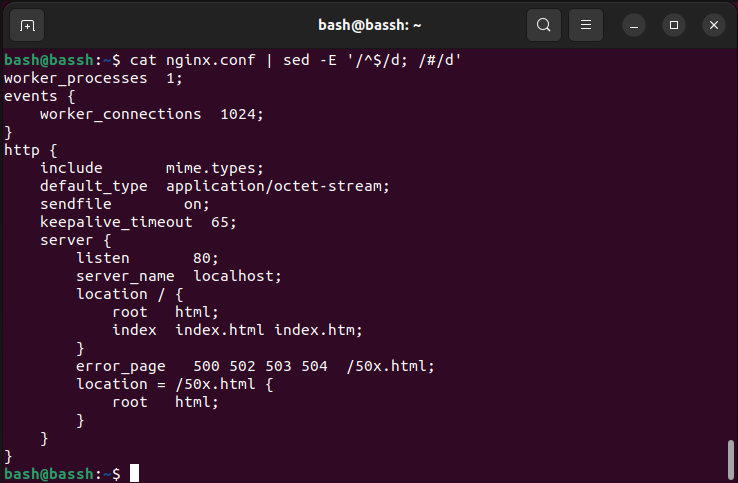 bash@bassh: ~
bash@bassh:~$ cat nginx.conf | sed -E '/^$/d; /#/d'
worker_processes  1;
events {
    worker_connections  1024;
}
http {
    include       mime.types;
    default_type  application/octet-stream;
    sendfile        on;
    keepalive_timeout  65;
    server {
        listen       80;
        server_name  localhost;
        location / {
            root   html;
            index  index.html index.htm;
        }
        error_page   500 502 503 504  /50x.html;
        location = /50x.html {
            root   html;
        }
    }
}
bash@bassh:~$